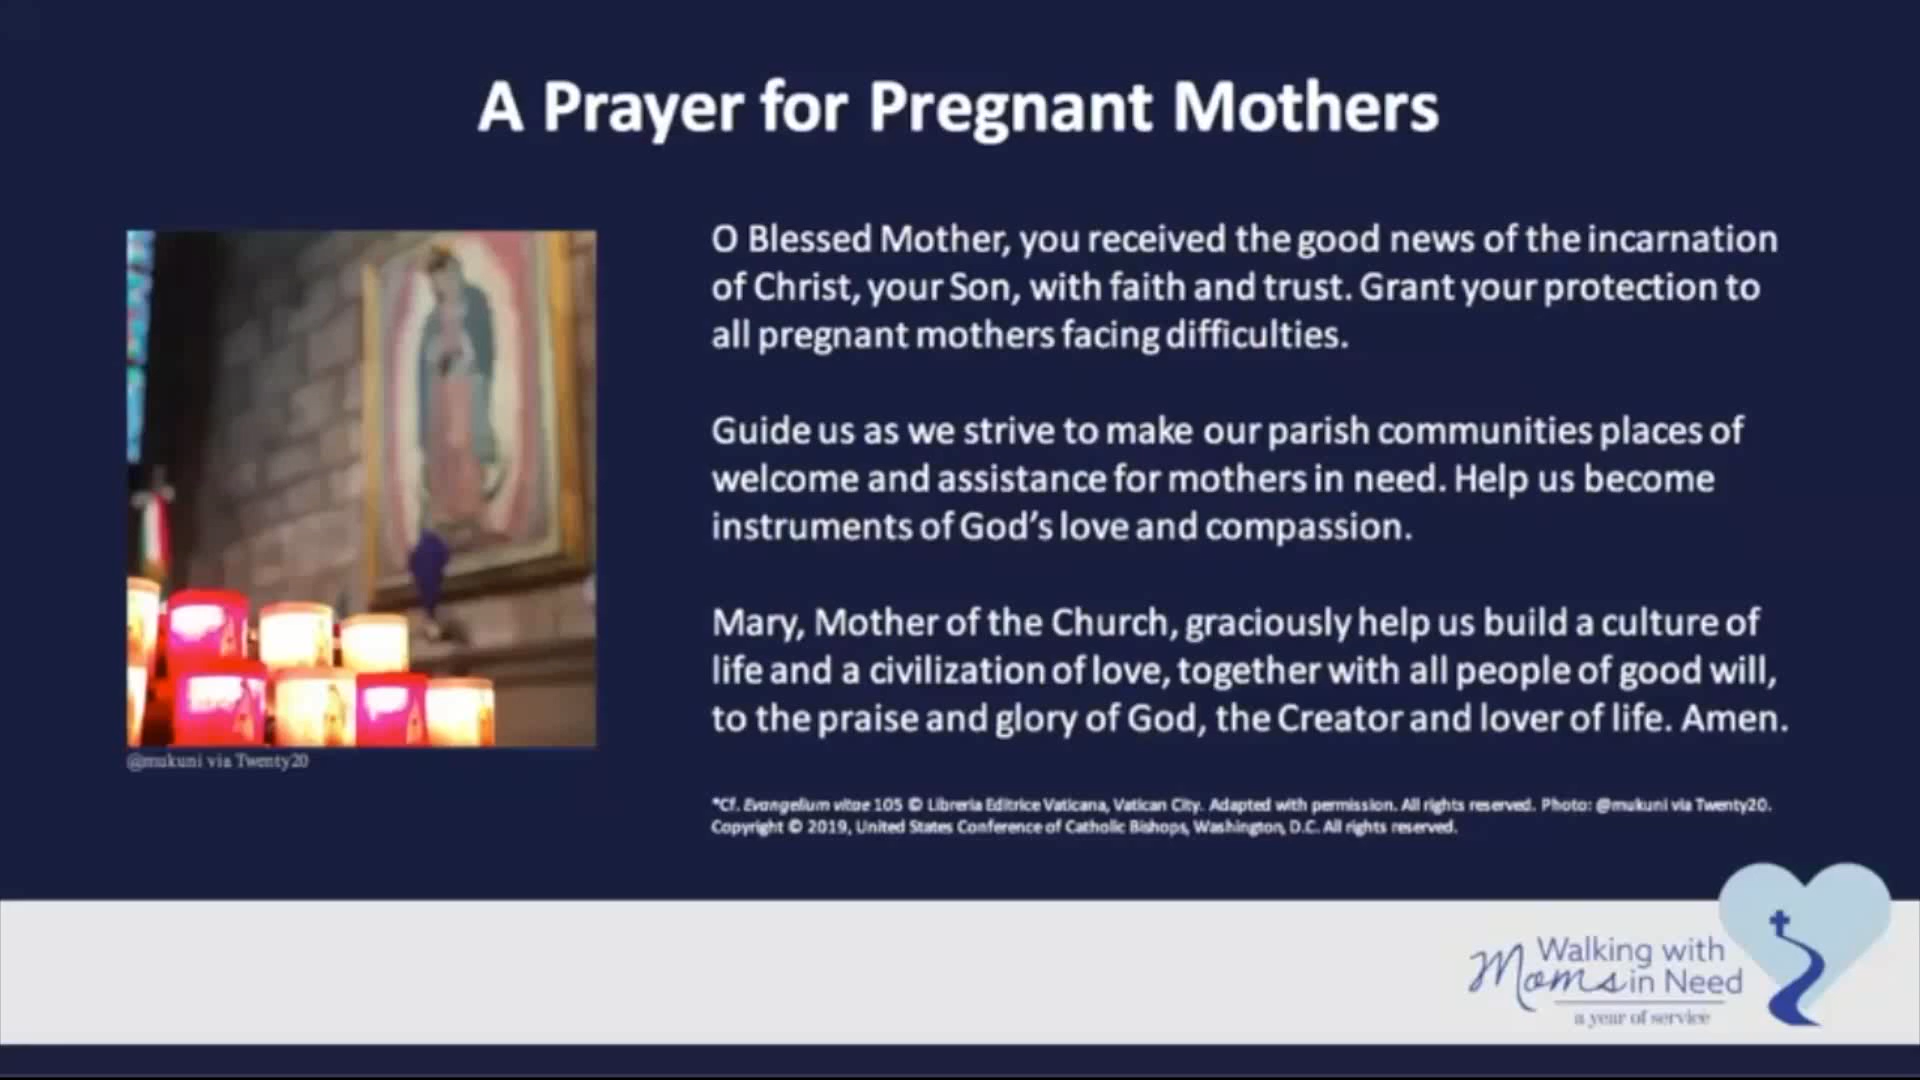 A Prayer for Pregnant Mothers
O Blessed Mother, you received the good news of the incarnation
of Christ, your Son, with faith and trust. Grant your protection to
all pregnant mothers facing difficulties.
Guide us as we strive to make our parish communities places of
welcome and assistance for mothers in need. Help us become
instruments of God’s love and compassion.
Mary, Mother of the Church, graciously help us build a culture of
life and a civilization of love, together with all people of good will,
to the praise and glory of God, the Creator and lover of life. Amen.
@mukuni via Twenty20
*Cf. Evangelium vitae 105 © Libreria Editrice Vaticana, Vatican City. Adapted with permission. All rights reserved. Photo: @mukuni via Twenty20.
Copyright © 2019, United States Conference of Catholic Bishops, Washington, D.C. All rights reserved.
Walking with
Moms in Need
a year of service